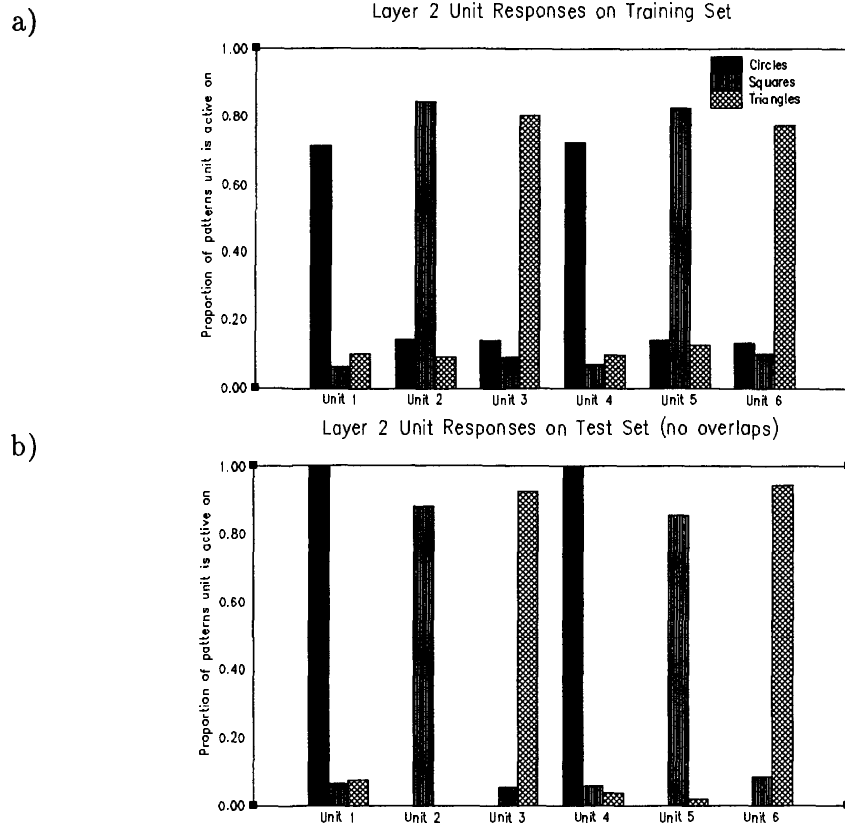 a)
Layer 2 Unit Responses on Training Set
Proportion of patterns unit is active on
1.00
0.80
0.60
0.40
0.20
0.00
Circles
Squares
Triangles
Unit 1
Unit 2
Unit 3
Unit 4
Unit 5
Unit 6
b)
Layer 2 Unit Responses on Test Set (no overlaps)
Proportion of patterns unit is active on
1.00
0.80
0.60
0.40
0.20
0.00
Unit 1
Unit 2
Unit 3
Unit 4
Unit 5
Unit 6